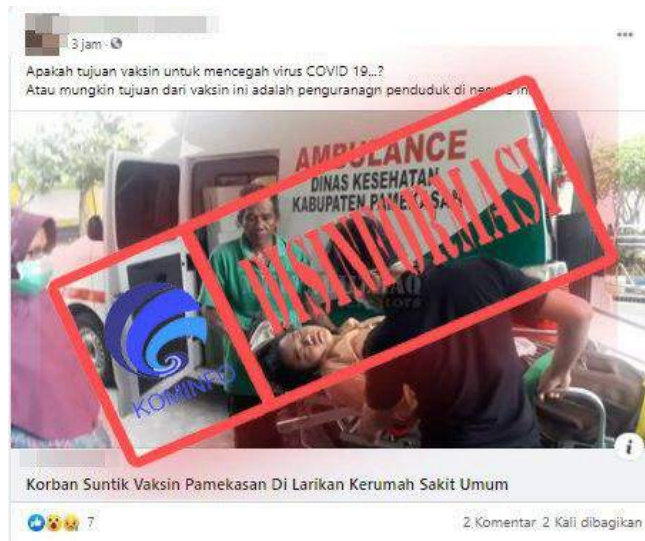 3 jam
Apakah tujuan vaksin untuk mencegah virus COVID 19...?
Atau mungkin tujuan dari vaksin ini adalah penguranagn penduduk di
AMBULANCE
DINAS KESEHATAN
KABUPATEN PAMEKASAN
DISINFORMASI
KOMINFO
Korban Suntik Vaksin Pamekasan Di Larikan Kerumah Sakit Umum
7
2 Komentar 2 Kali dibagikan